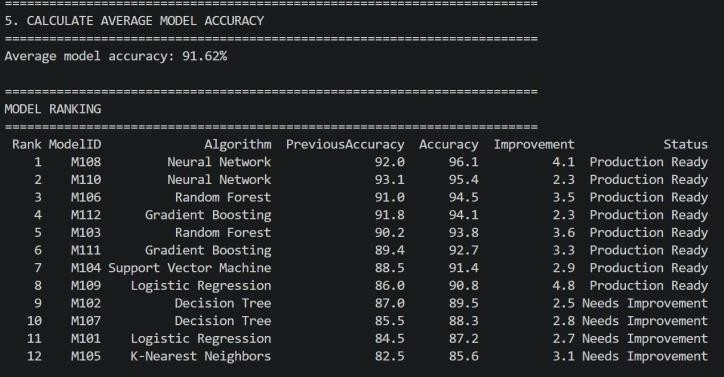 ======================================================================
5. CALCULATE AVERAGE MODEL ACCURACY
======================================================================
Average model accuracy: 91.62%
======================================================================
MODEL RANKING
======================================================================
Rank ModelID Algorithm PreviousAccuracy Accuracy Improvement Status
1 M108 Neural Network 92.0 96.1 4.1 Production Ready
2 M110 Neural Network 93.1 95.4 2.3 Production Ready
3 M106 Random Forest 91.0 94.5 3.5 Production Ready
4 M112 Gradient Boosting 91.8 94.1 2.3 Production Ready
5 M103 Random Forest 90.2 93.8 3.6 Production Ready
6 M111 Gradient Boosting 89.4 92.7 3.3 Production Ready
7 M104 Support Vector Machine 88.5 91.4 2.9 Production Ready
8 M109 Logistic Regression 86.0 90.8 4.8 Production Ready
9 M102 Decision Tree 87.0 89.5 2.5 Needs Improvement
10 M107 Decision Tree 85.5 88.3 2.8 Needs Improvement
11 M101 Logistic Regression 84.5 87.2 2.7 Needs Improvement
12 M105 K-Nearest Neighbors 82.5 85.6 3.1 Needs Improvement